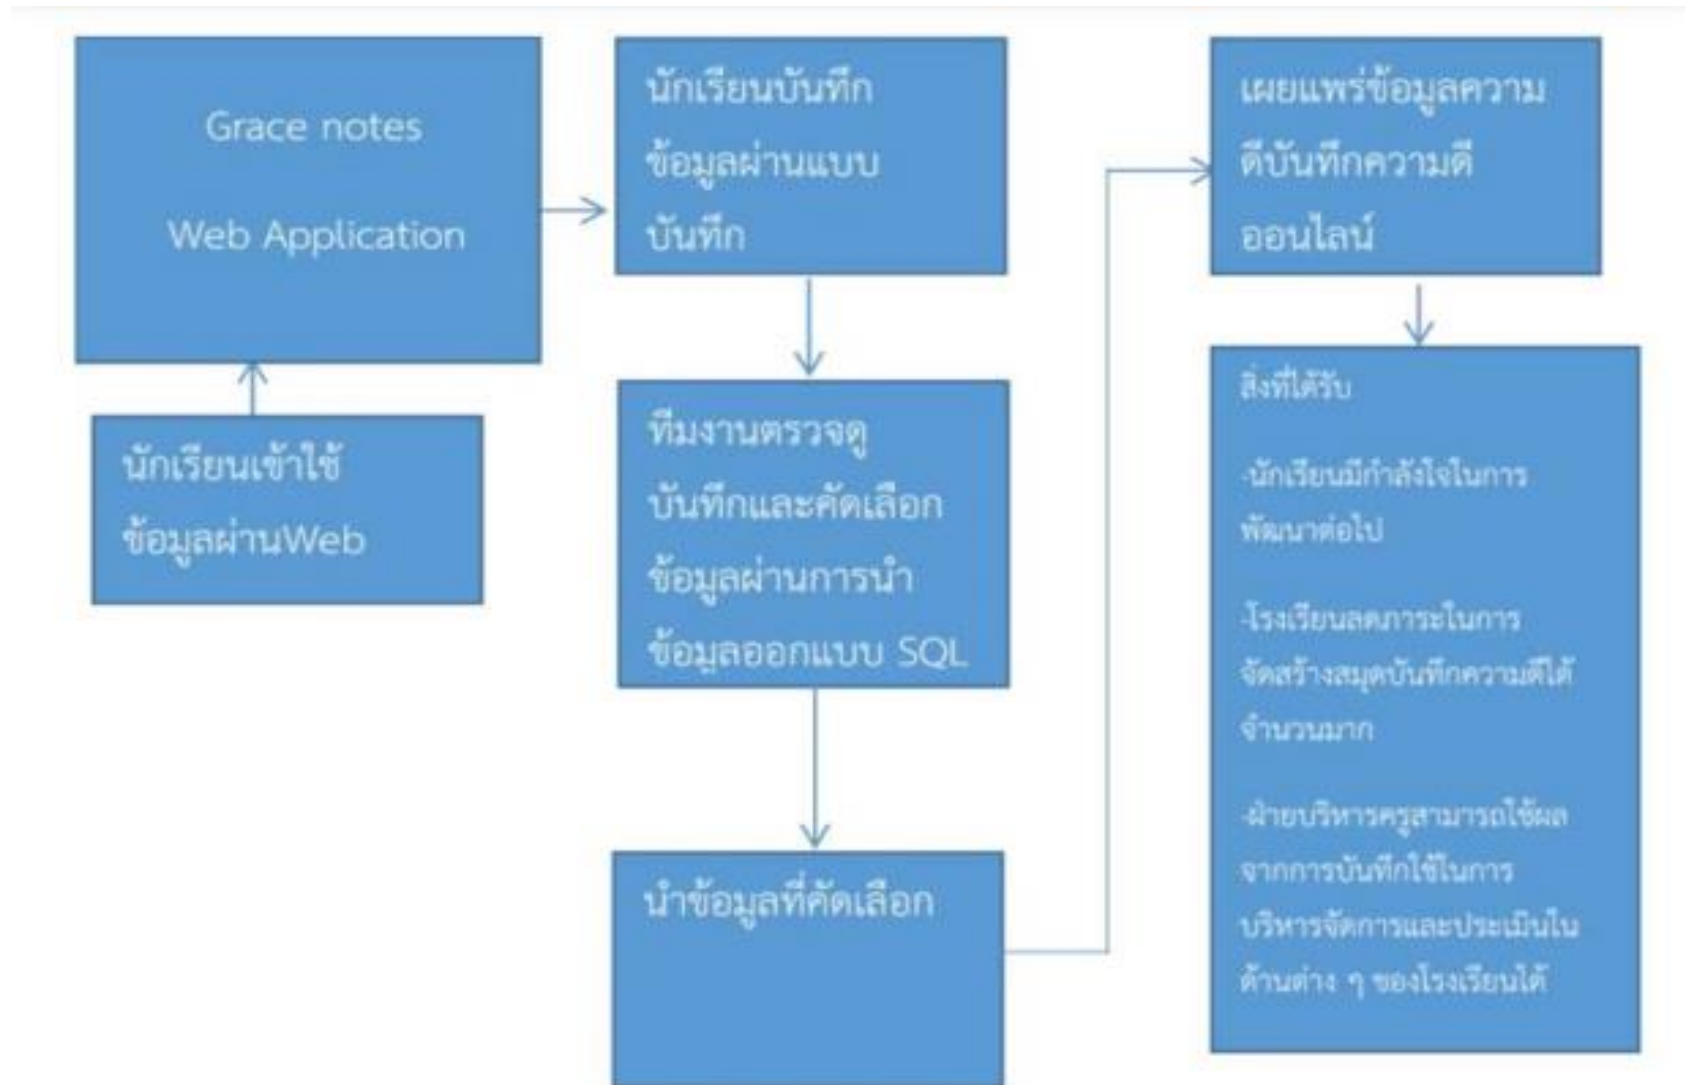 Grace notes
Web Application
นักเรียนเข้าใช้
ข้อมูลผ่านWeb
นักเรียนบันทึก
ข้อมูลผ่านแบบ
บันทึก
ทีมงานตรวจดู
บันทึกและคัดเลือก
ข้อมูลผ่านการนำ
ข้อมูลออกแบบ SQL
นำข้อมูลที่คัดเลือก
เผยแพร่ข้อมูลความ
ดีบันทึกความดี
ออนไลน์
สิ่งที่ได้รับ
-นักเรียนมีกำลังใจในการ
พัฒนาต่อไป
-โรงเรียนลดภาระในการ
จัดสร้างสมุดบันทึกความดีได้
จำนวนมาก
-ฝ่ายบริหารครูสามารถใช้ผล
จากการบันทึกใช้ในการ
บริหารจัดการและประเมินใน
ด้านต่าง ๆ ของโรงเรียนได้